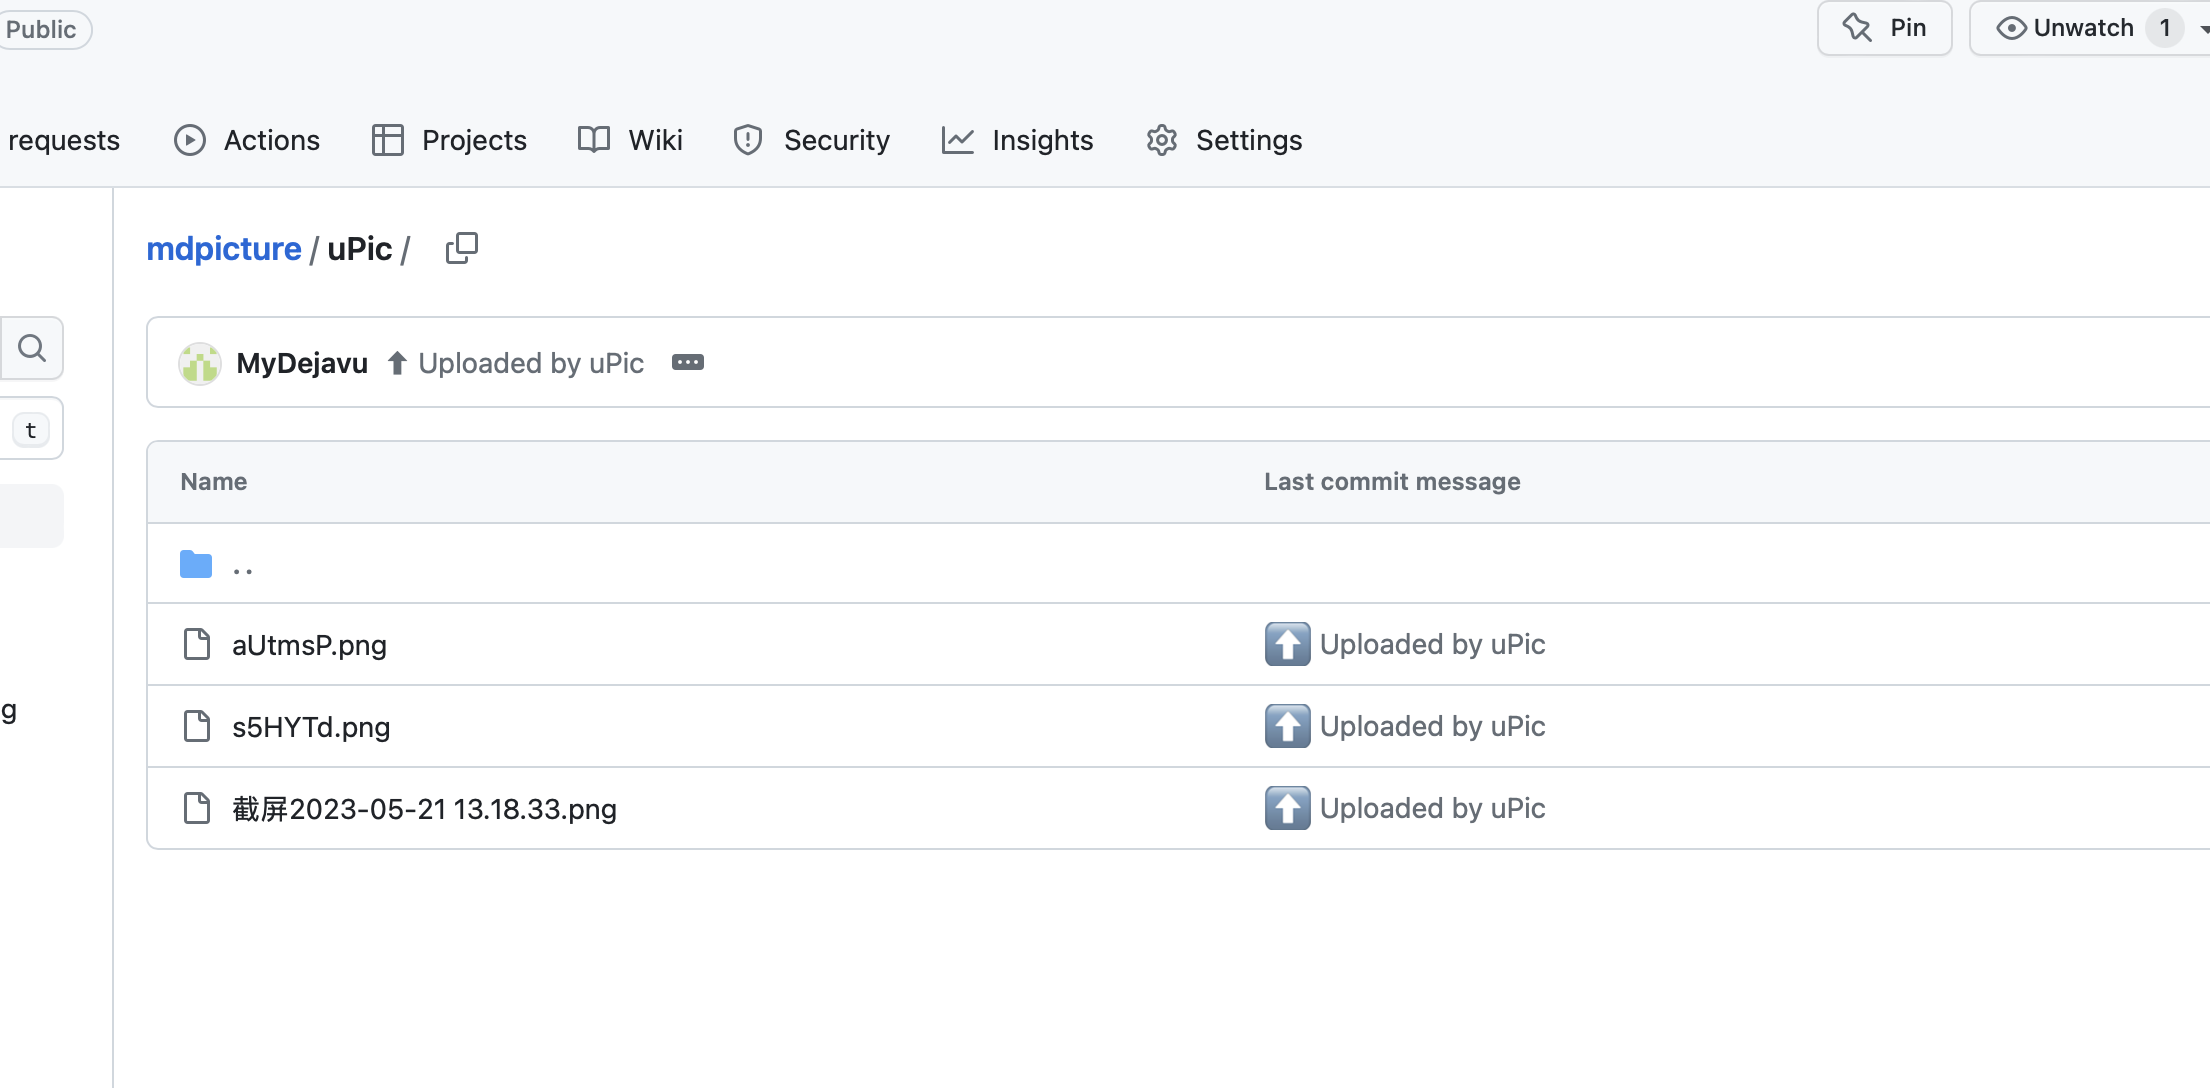 Public
Pin
Unwatch 1
requests Actions Projects Wiki Security Insights Settings
mdpicture / uPic /
MyDejavu Uploaded by uPic
t
Name Last commit message
..
aUtmsP.png Uploaded by uPic
s5HYTd.png Uploaded by uPic
g
截屏2023-05-21 13.18.33.png Uploaded by uPic